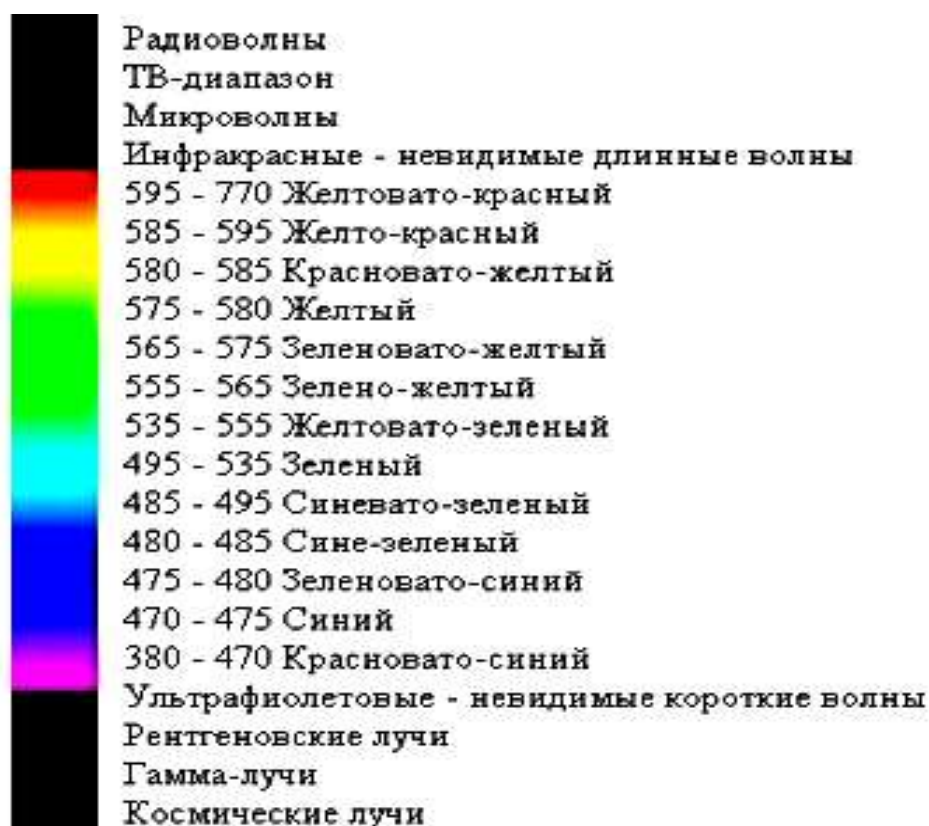 Радиоволны
ТВ-диапазон
Микроволны
Инфракрасные - невидимые длинные волны
595 - 770 Желтовато-красный
585 - 595 Желто-красный
580 - 585 Красновато-желтый
575 - 580 Желтый
565 - 575 Зеленовато-желтый
555 - 565 Зелено-желтый
535 - 555 Желтовато-зеленый
495 - 535 Зеленый
485 - 495 Синевато-зеленый
480 - 485 Сине-зеленый
475 - 480 Зеленовато-синий
470 - 475 Синий
380 - 470 Красновато-синий
Ультрафиолетовые - невидимые короткие волны
Рентгеновские лучи
Гамма-лучи
Космические лучи